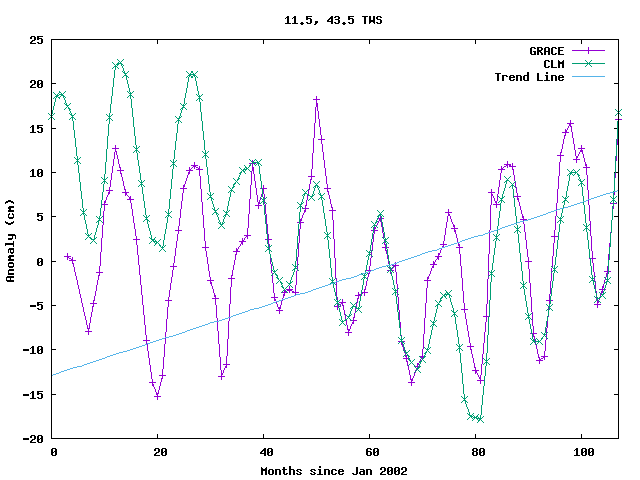 11.5, 43.5 TWS
GRACE
CLM
Trend Line
25
20
15
10
5
0
-5
-10
-15
-20
Anomaly (cm)
0 20 40 60 80 100
Months since Jan 2002